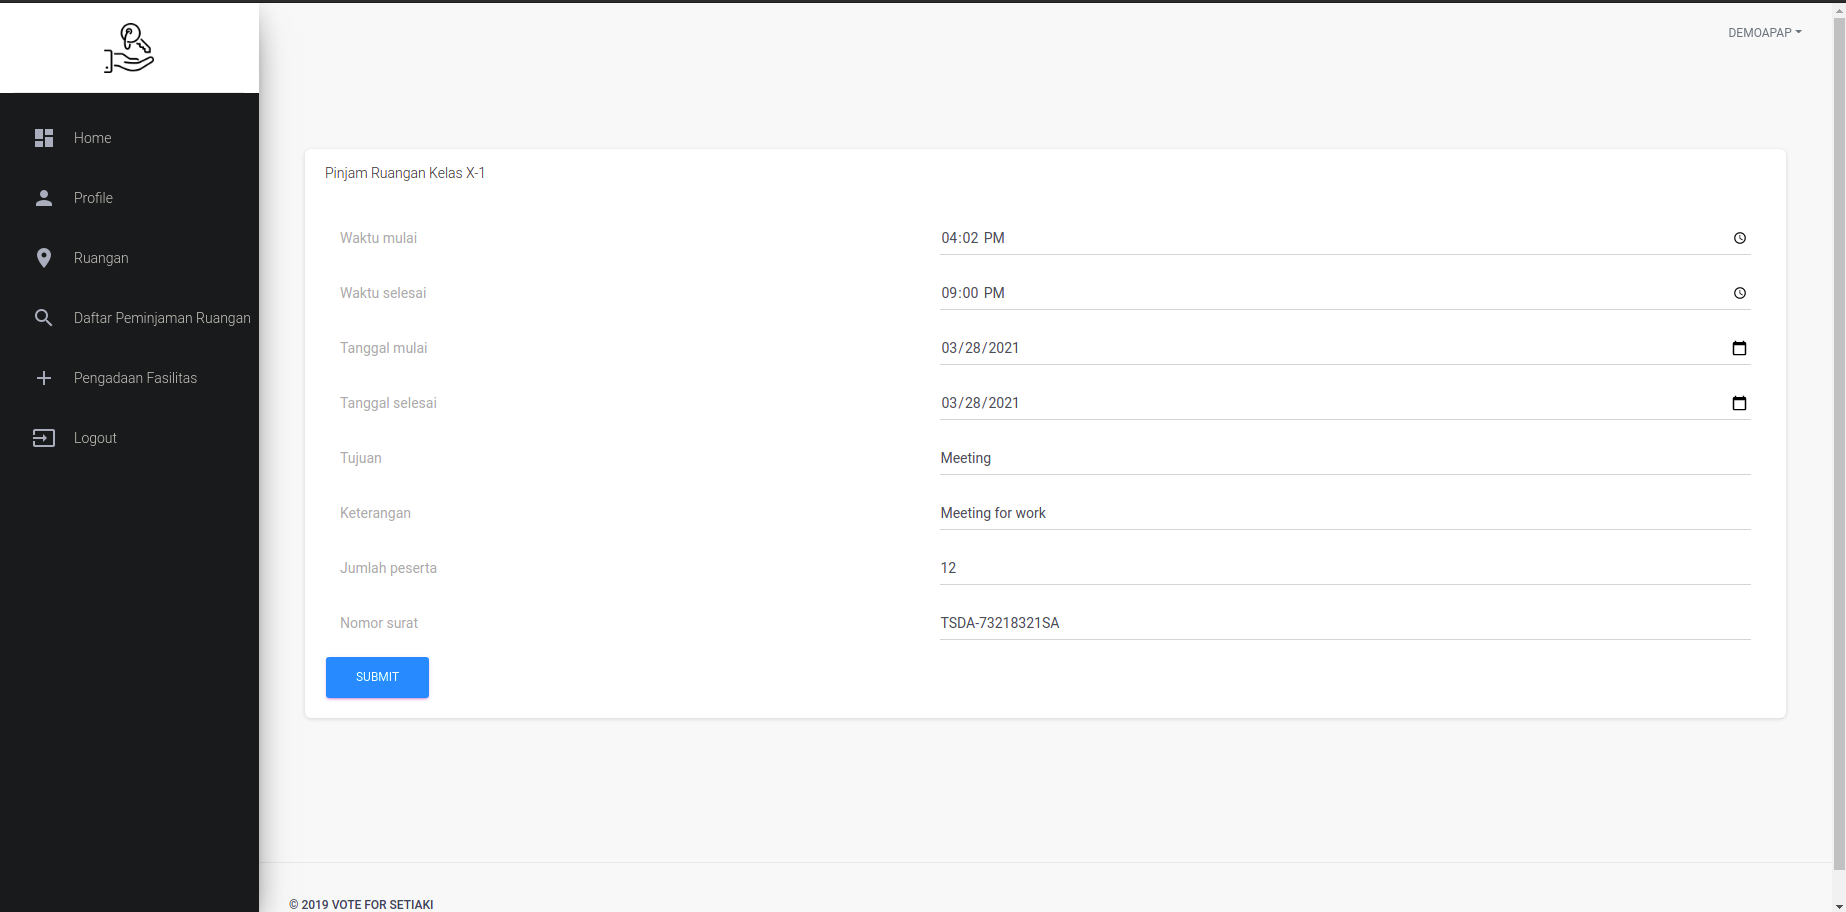 DEMOAPAP
Home
Profile
Ruangan
Daftar Peminjaman Ruangan
Pengadaan Fasilitas
Logout
Pinjam Ruangan Kelas X-1
Waktu mulai 04:02 PM
Waktu selesai 09:00 PM
Tanggal mulai 03/28/2021
Tanggal selesai 03/28/2021
Tujuan Meeting
Keterangan Meeting for work
Jumlah peserta 12
Nomor surat TSDA-73218321SA
SUBMIT
© 2019 VOTE FOR SETIAKI